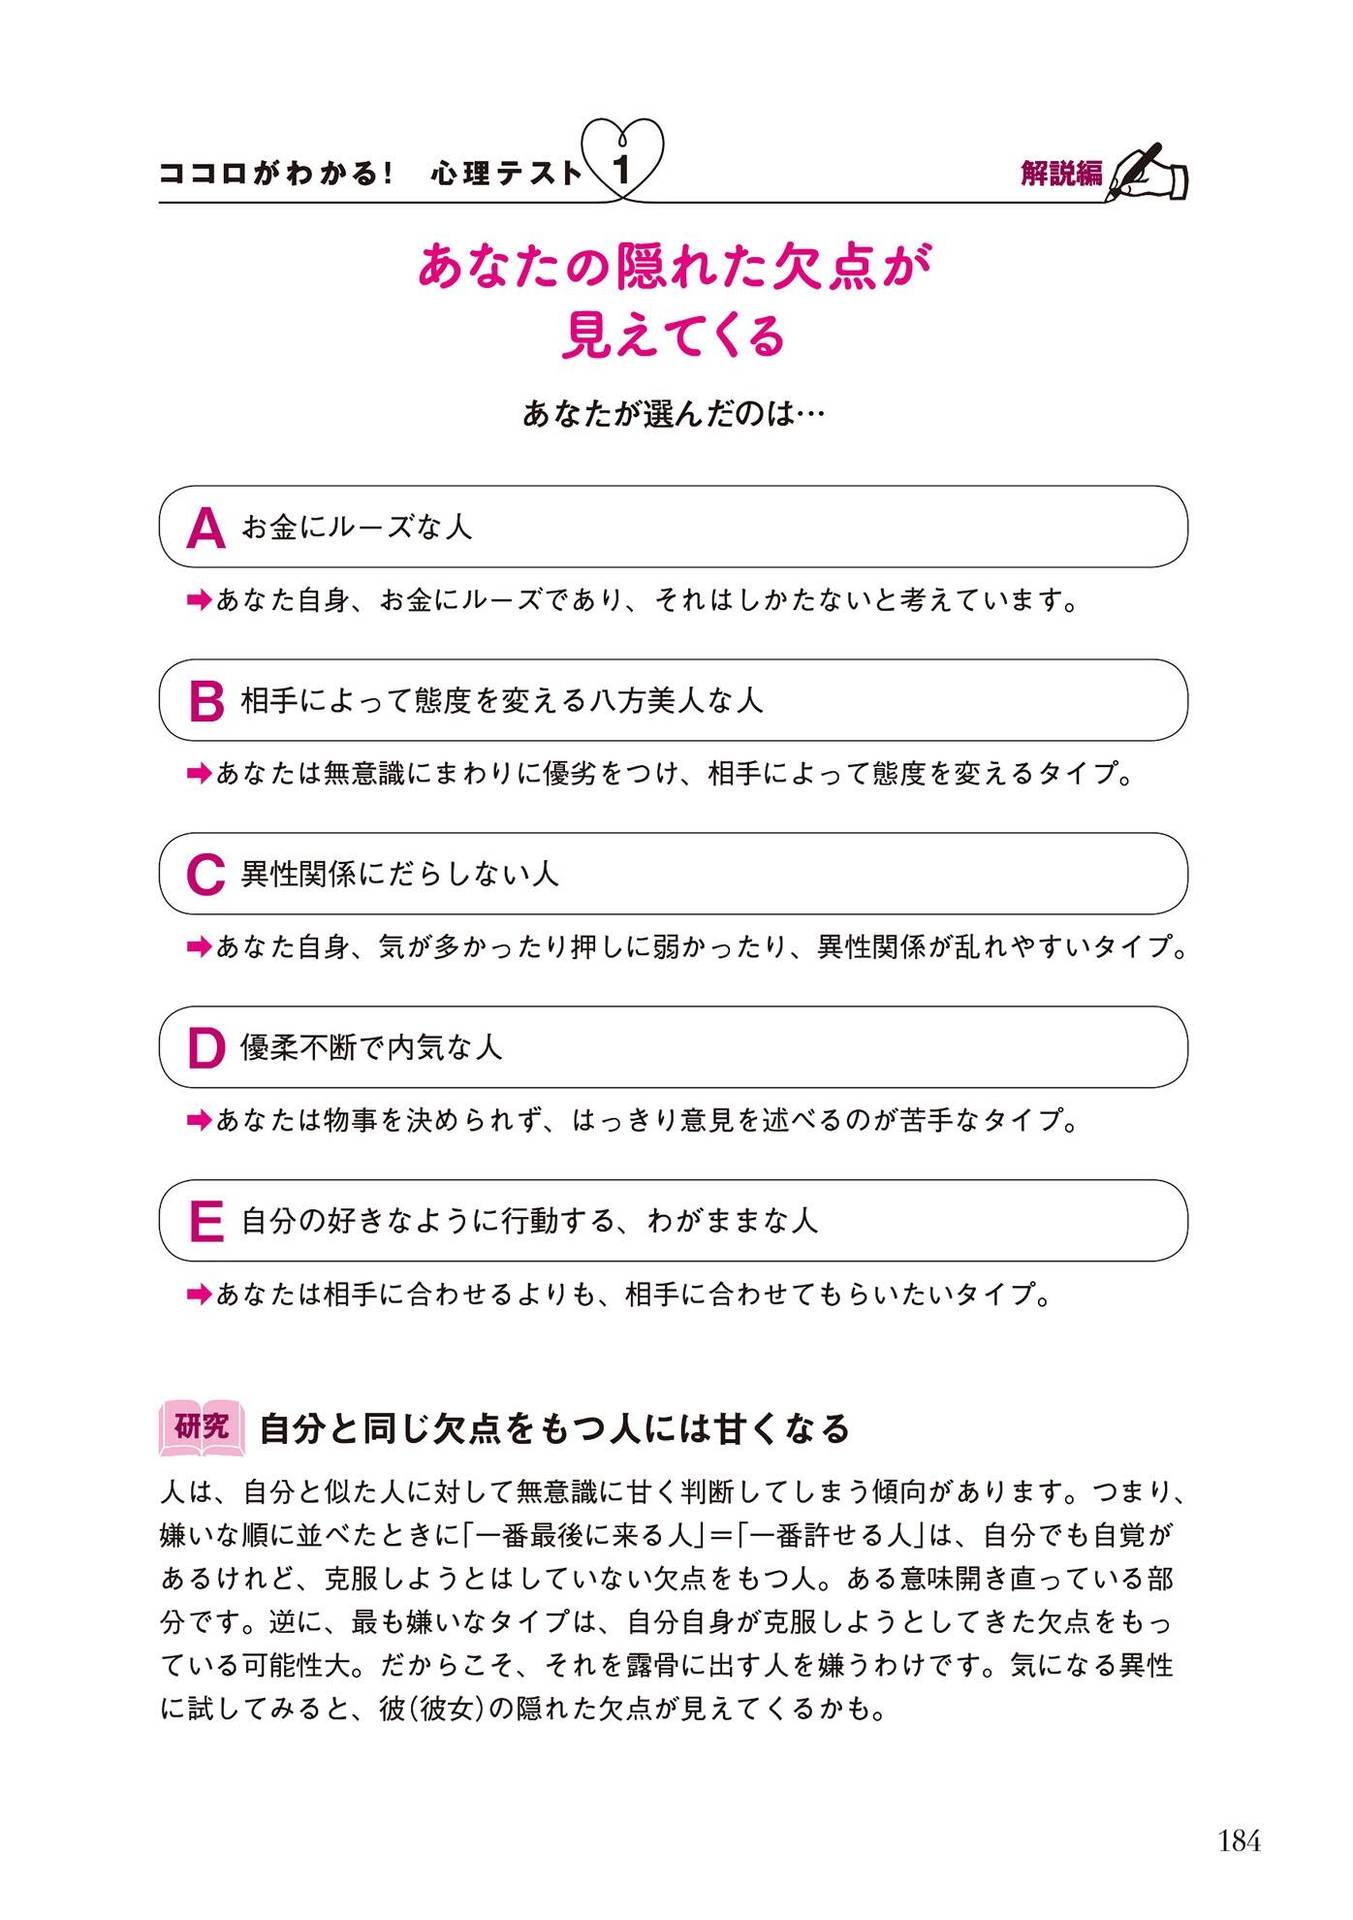 ココロがわかる！ 心理テスト 1
解説編
あなたの隠れた欠点が
見えてくる
あなたが選んだのは…
A お金にルーズな人
➡あなた自身、お金にルーズであり、それはしかたないと考えています。
B 相手によって態度を変える八方美人な人
➡あなたは無意識にまわりに優劣をつけ、相手によって態度を変えるタイプ。
C 異性関係にだらしない人
➡あなた自身、気が多かったり押しに弱かったり、異性関係が乱れやすいタイプ。
D 優柔不断で内気な人
➡あなたは物事を決められず、はっきり意見を述べるのが苦手なタイプ。
E 自分の好きなように行動する、わがままな人
➡あなたは相手に合わせるよりも、相手に合わせてもらいたいタイプ。
研究 自分と同じ欠点をもつ人には甘くなる
人は、自分と似た人に対して無意識に甘く判断してしまう傾向があります。つまり、
嫌いな順に並べたときに「一番最後に来る人」＝「一番許せる人」は、自分でも自覚が
あるけれど、克服しようとはしていない欠点をもつ人。ある意味開き直っている部
分です。逆に、最も嫌いなタイプは、自分自身が克服しようとしてきた欠点をもっ
ている可能性大。だからこそ、それを露骨に出す人を嫌うわけです。気になる異性
に試してみると、彼（彼女）の隠れた欠点が見えてくるかも。
184